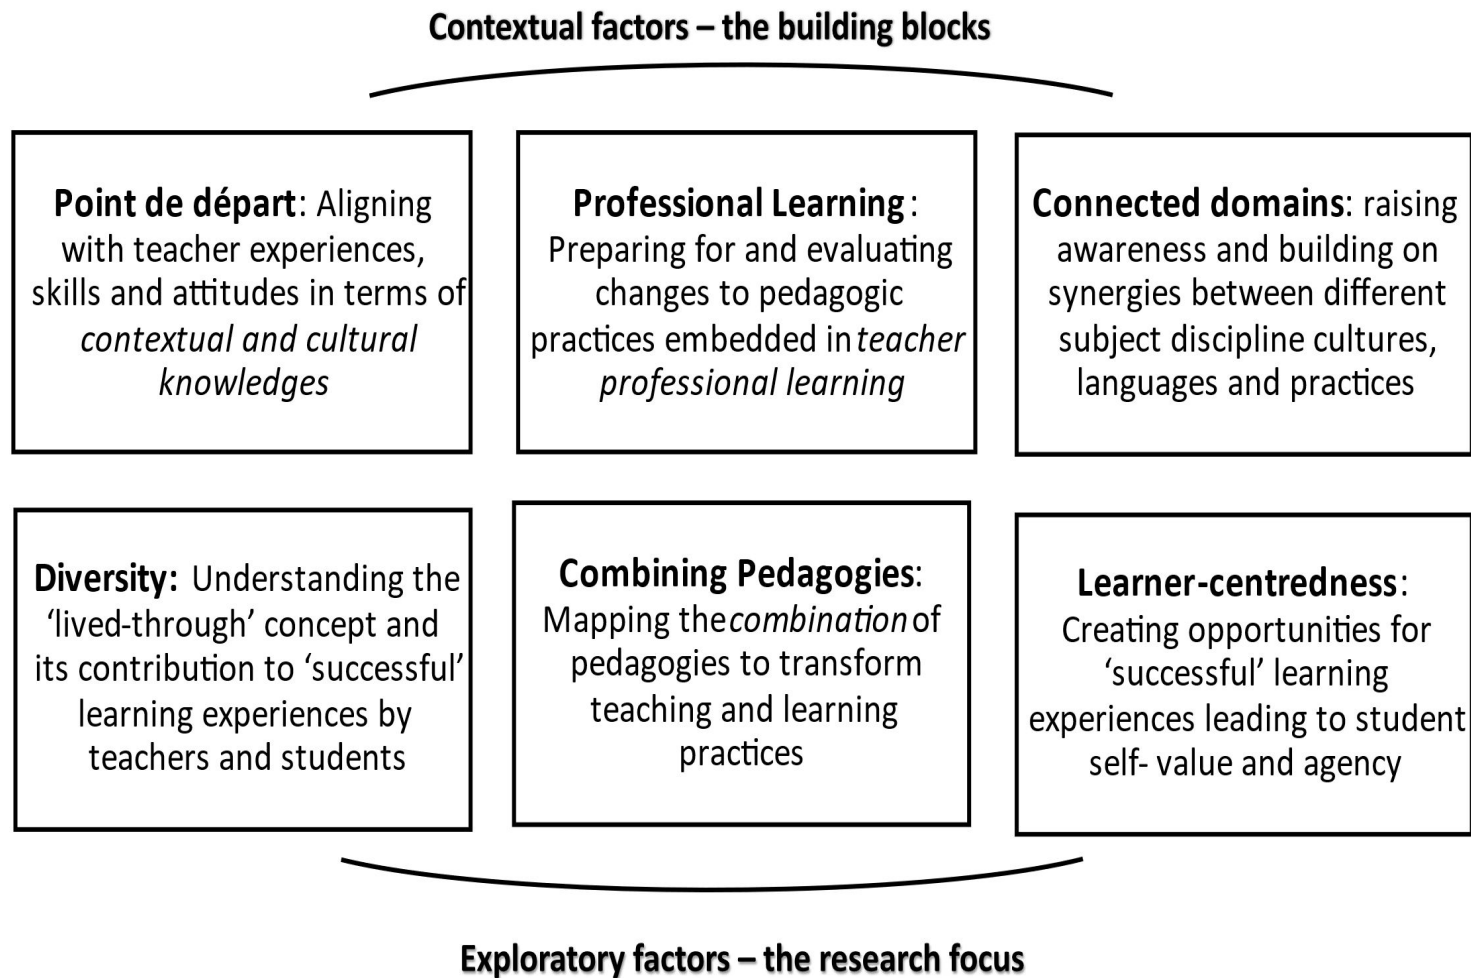 Contextual factors – the building blocks
Point de départ: Aligning
with teacher experiences,
skills and attitudes in terms of
contextual and cultural
knowledges
Professional Learning :
Preparing for and evaluating
changes to pedagogic
practices embedded in teacher
professional learning
Connected domains: raising
awareness and building on
synergies between different
subject discipline cultures,
languages and practices
Diversity: Understanding the
‘lived-through’ concept and
its contribution to ‘successful’
learning experiences by
teachers and students
Combining Pedagogies:
Mapping the combination of
pedagogies to transform
teaching and learning
practices
Learner-centredness:
Creating opportunities for
‘successful’ learning
experiences leading to student
self- value and agency
Exploratory factors – the research focus